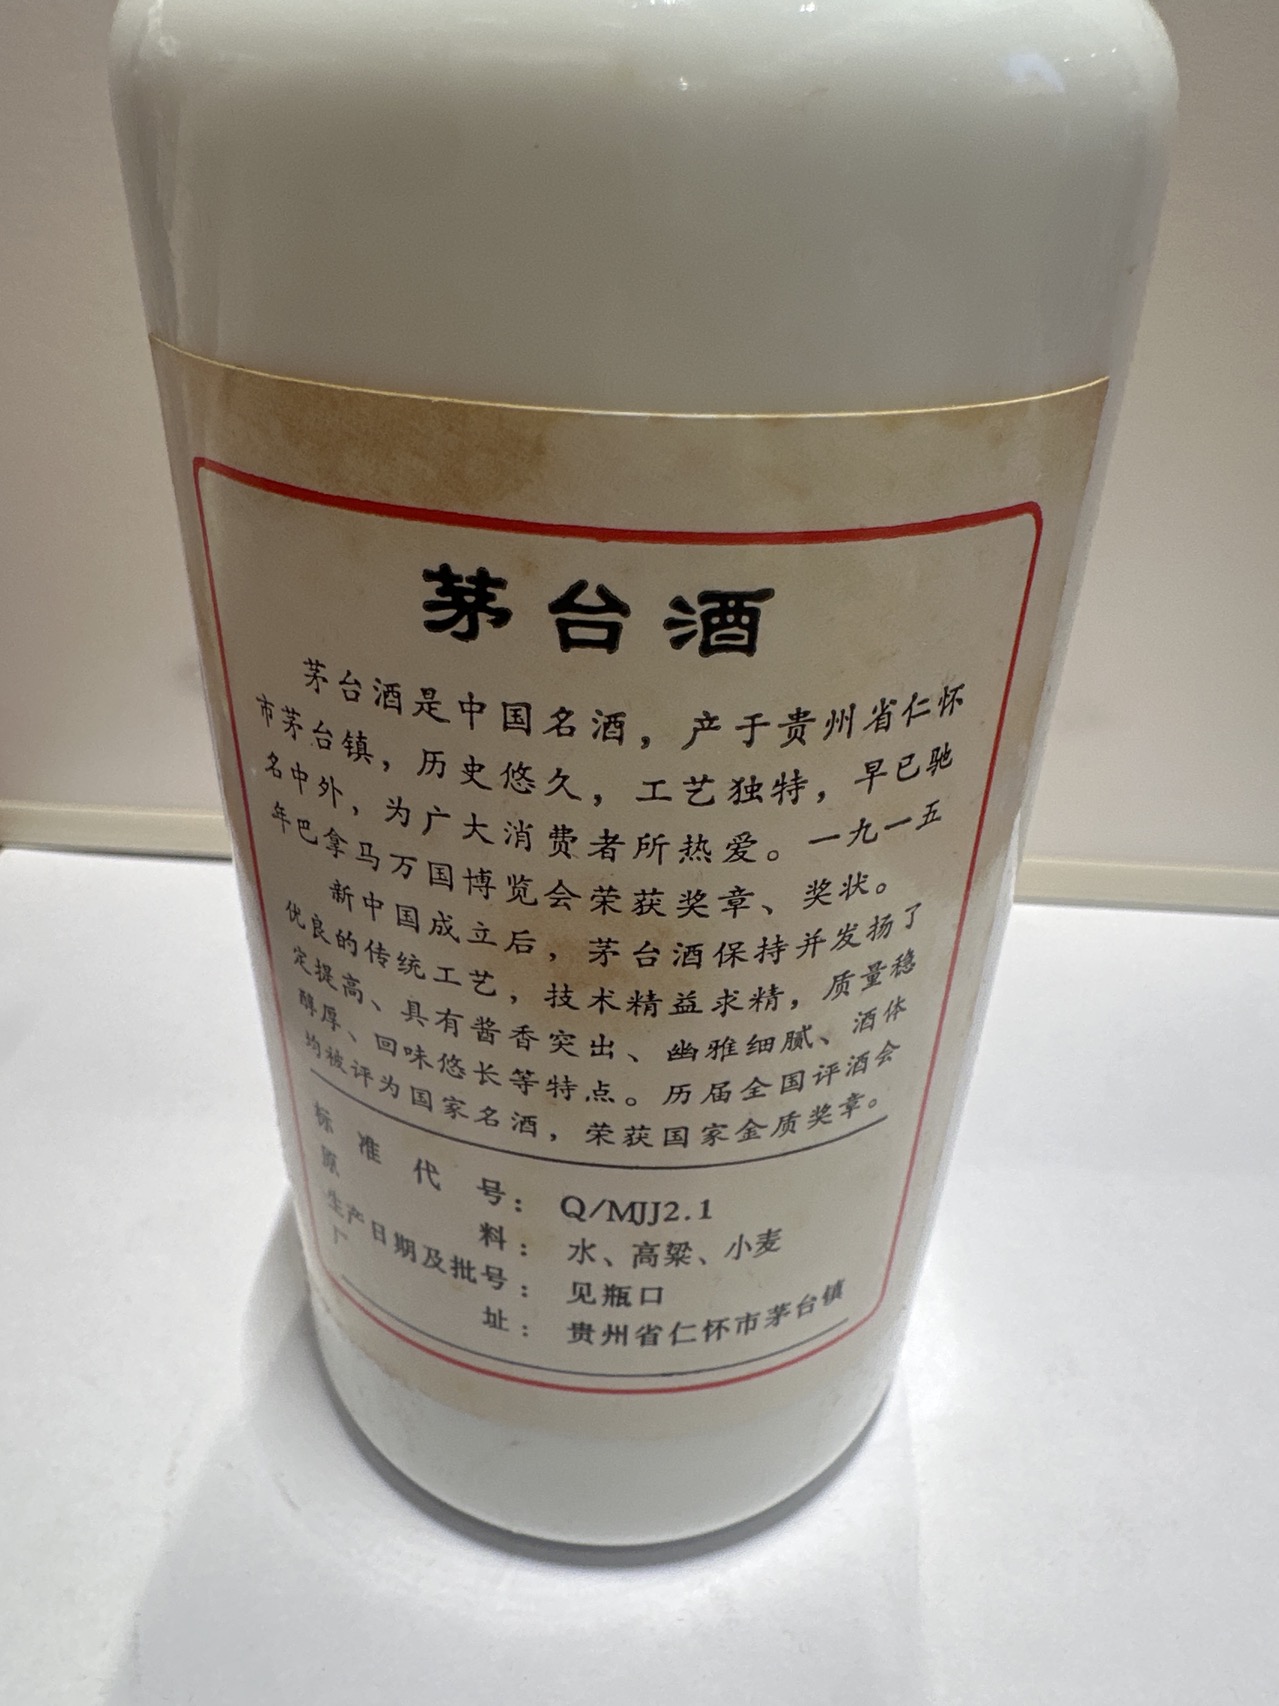 茅台酒
茅台酒是中国名酒，产于贵州省仁怀
市茅台镇，历史悠久，工艺独特，早已驰
名中外，为广大消费者所热爱。一九一五
年巴拿马万国博览会荣获奖章、奖状。
新中国成立后，茅台酒保持并发扬了
优良的传统工艺，技术精益求精，质量稳
定提高、具有酱香突出、幽雅细腻、酒体
醇厚、回味悠长等特点。历届全国评酒会
均被评为国家名酒，荣获国家金质奖章。
标准代号：Q/MJJ2.1
原料：水、高粱、小麦
生产日期及批号：见瓶口
厂址：贵州省仁怀市茅台镇